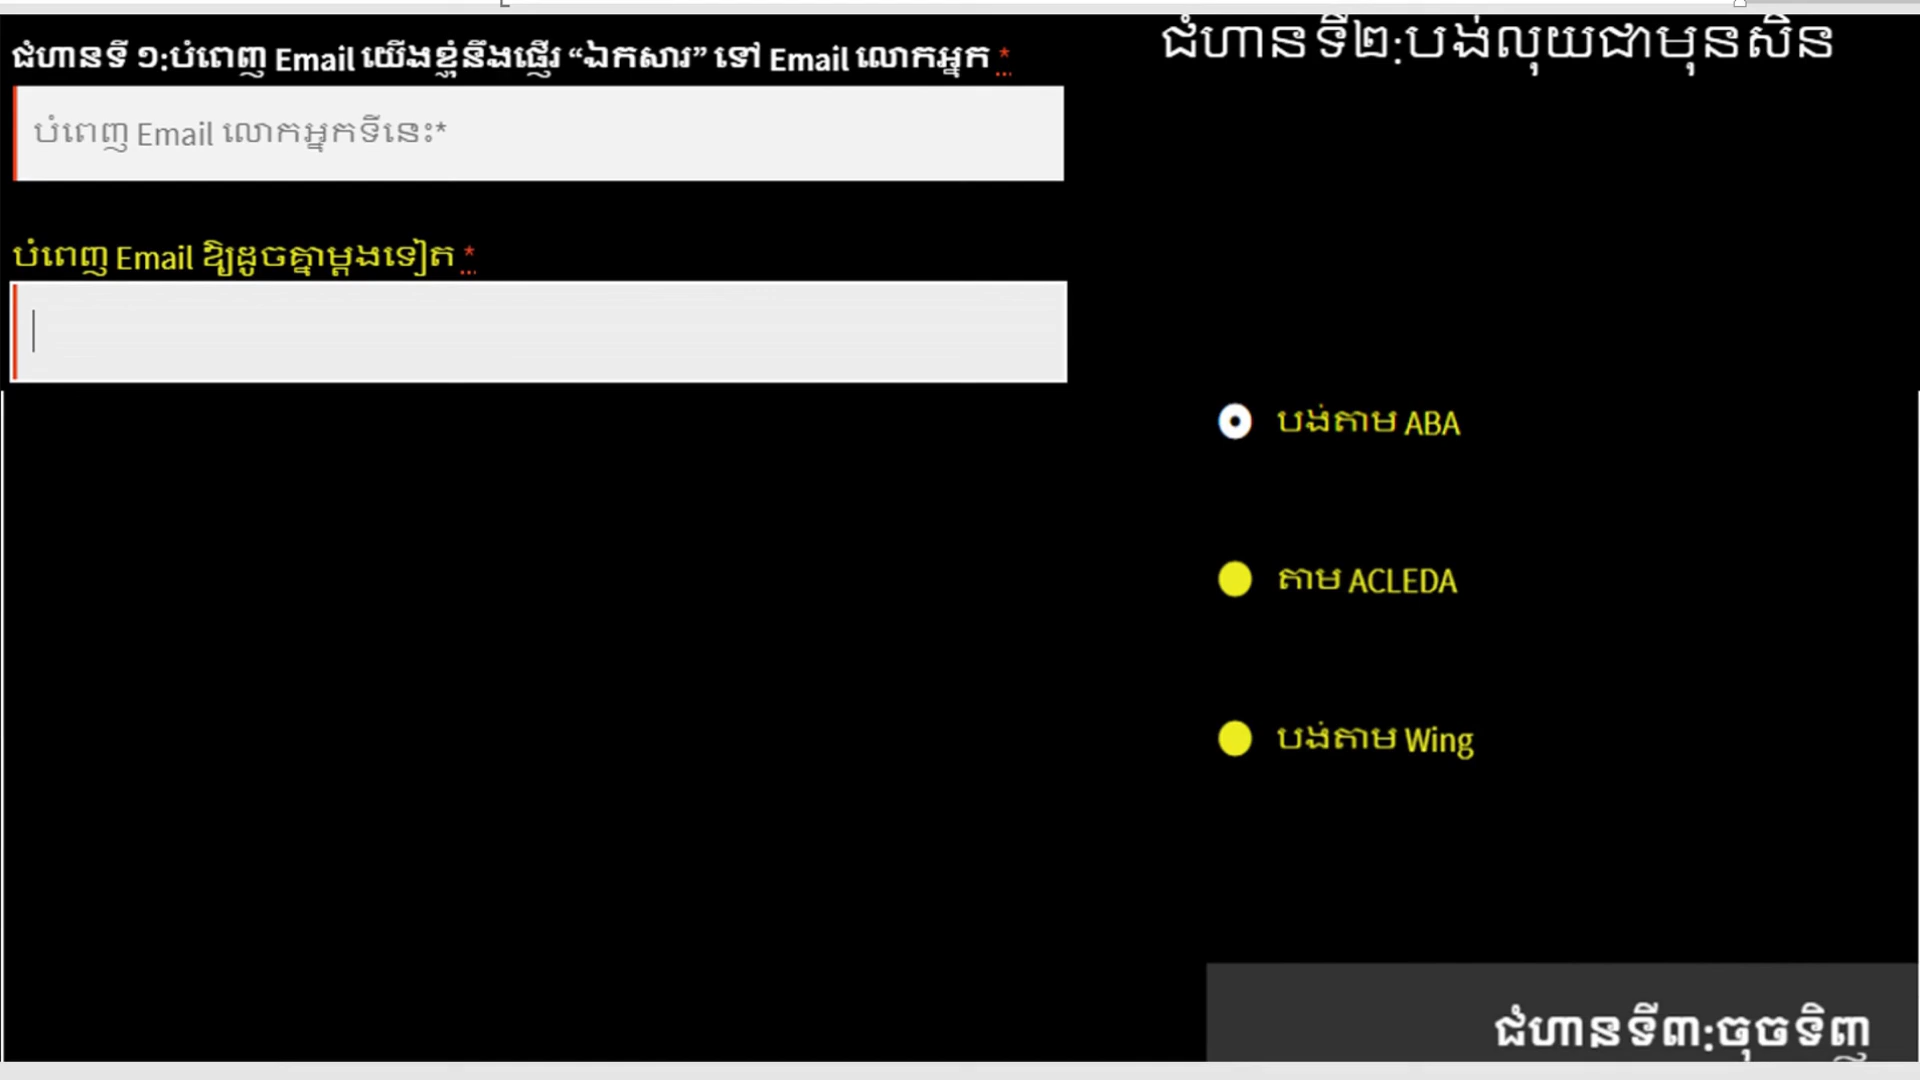 ជំហានទី ១:បំពេញ Email យើងខ្ញុំនឹងផ្ញើរ “ឯកសារ” ទៅ Email លោកអ្នក *
បំពេញ Email លោកអ្នកទីនេះ*
បំពេញ Email ឱ្យដូចគ្នាម្តងទៀត *
ជំហានទី២:បង់លុយជាមុនសិន
បង់តាម ABA
តាម ACLEDA
បង់តាម Wing
ជំហានទី៣:ចុចទិញ